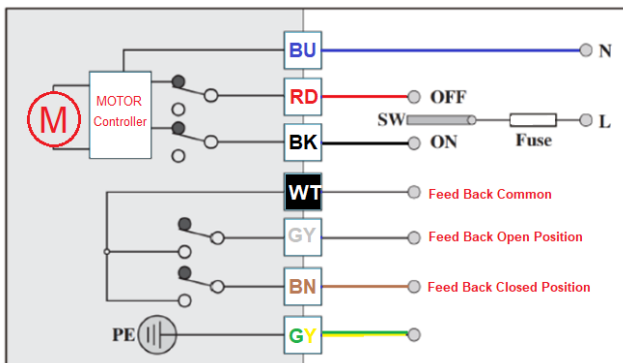 BU
N
RD
OFF
MOTOR
Controller
M
SW
Fuse
L
BK
ON
WT
Feed Back Common
GY
Feed Back Open Position
BN
Feed Back Closed Position
PE
GY